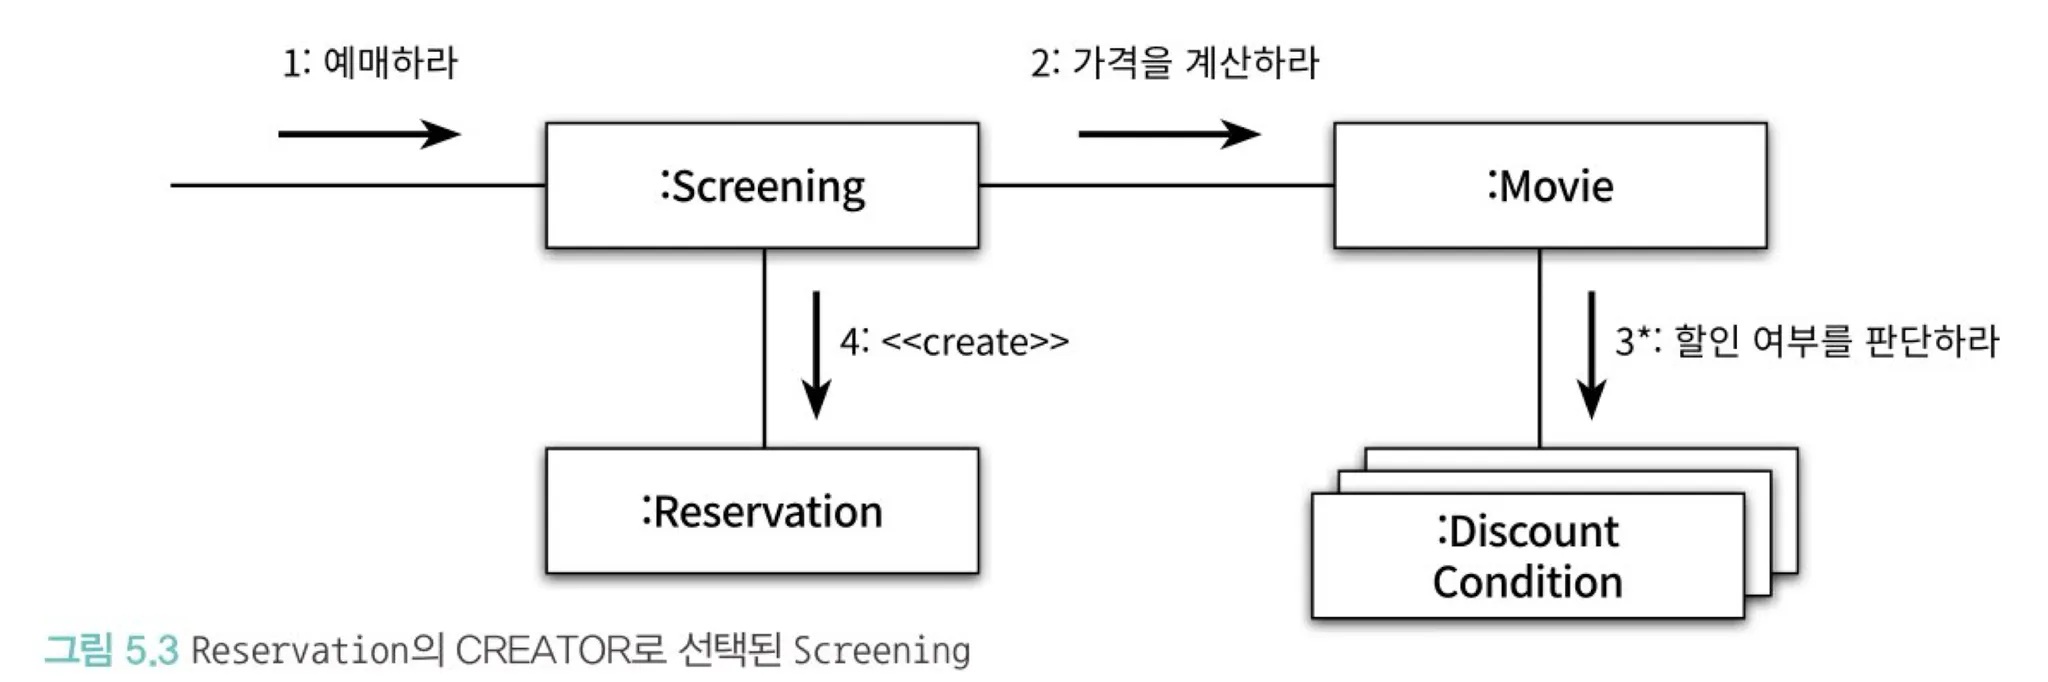 1: 예매하라
2: 가격을 계산하라
:Screening
:Movie
4: <<create>>
3*: 할인 여부를 판단하라
:Reservation
:Discount
Condition
그림 5.3 Reservation의 CREATOR로 선택된 Screening